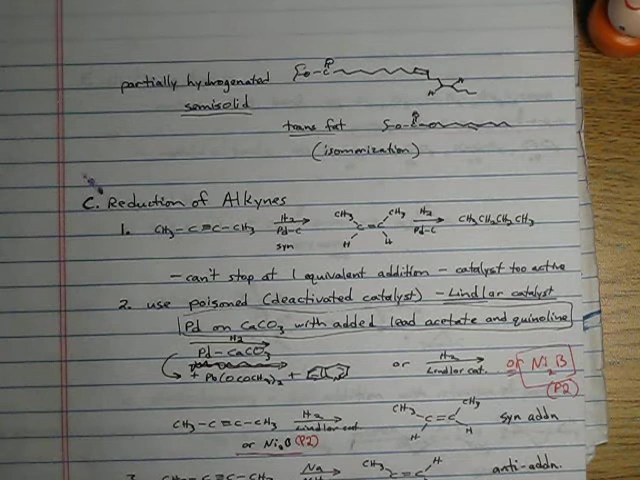 partially hydrogenated
semisolid
trans fat
(isomerization)
C. Reduction of Alkynes
1. CH3-C≡C-CH3 H2 Pd-C syn CH3 CH3 C=C H H H2 Pd-C CH3CH2CH2CH3
- can't stop at 1 equivalent addition - catalyst too active
2. use poisoned (deactivated catalyst) - Lindlar catalyst
Pd on CaCO3 with added lead acetate and quinoline
H2
Pd-CaCO3
+ Pb(OCOCH3)2 + N or H2 Lindlar cat. or Ni2B
(P2)
CH3-C≡C-CH3 H2 Lindlar cat CH3 CH3 C=C H H syn addn
or Ni2B (P2)
3. CH3-C≡C-CH3 Na CH3 H C=C anti-addn.